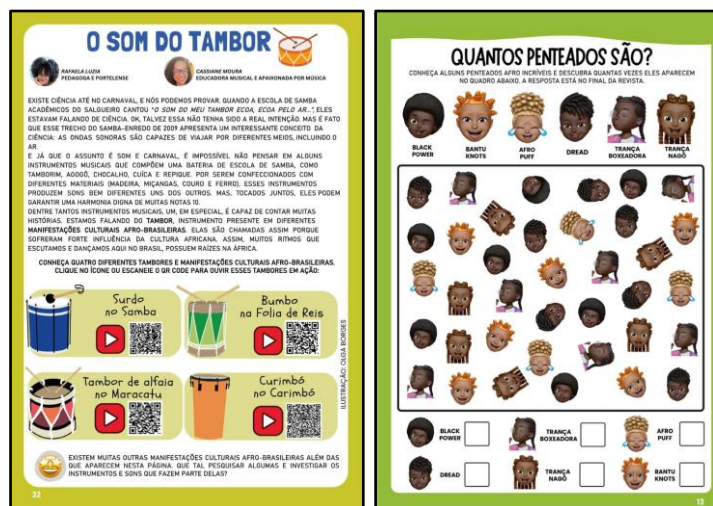 O SOM DO TAMBOR
RAFAELA LUZIA
PEDAGOGA E PORTELENSE
CASSIANE MOURA
EDUCADORA MUSICAL E APAIXONADA POR MÚSICA
EXISTE CIÊNCIA ATÉ NO CARNAVAL, E NÓS PODEMOS PROVAR. QUANDO A ESCOLA DE SAMBA
ACADÊMICOS DO SALGUEIRO CANTOU "O SOM DO MEU TAMBOR ECOA, ECOA PELO AR...", ELES
ESTAVAM FALANDO DE CIÊNCIA. OK, TALVEZ ESSA NÃO TENHA SIDO A REAL INTENÇÃO. MAS É FATO
QUE ESSE TRECHO DO SAMBA-ENREDO DE 2009 APRESENTA UM INTERESSANTE CONCEITO DA
CIÊNCIA: AS ONDAS SONORAS SÃO CAPAZES DE VIAJAR POR DIFERENTES MEIOS, INCLUINDO O
AR.
E JÁ QUE O ASSUNTO É SOM E CARNAVAL, É IMPOSSÍVEL NÃO PENSAR EM ALGUNS
INSTRUMENTOS MUSICAIS QUE COMPÕEM UMA BATERIA DE ESCOLA DE SAMBA, COMO
TAMBORIM, AGOGÔ, CHOCALHO, CUÍCA E REPIQUE. POR SEREM CONFECCIONADOS COM
DIFERENTES MATERIAIS (MADEIRA, MIÇANGAS, COURO E FERRO), ESSES INSTRUMENTOS
PRODUZEM SONS BEM DIFERENTES UNS DOS OUTROS. MAS, TOCADOS JUNTOS, ELES PODEM
GARANTIR UMA HARMONIA DIGNA DE MUITAS NOTAS 10.
DENTRE TANTOS INSTRUMENTOS MUSICAIS, UM, EM ESPECIAL, É CAPAZ DE CONTAR MUITAS
HISTÓRIAS. ESTAMOS FALANDO DO TAMBOR, INSTRUMENTO PRESENTE EM DIFERENTES
MANIFESTAÇÕES CULTURAIS AFRO-BRASILEIRAS. ELAS SÃO CHAMADAS ASSIM PORQUE
SOFRERAM FORTE INFLUÊNCIA DA CULTURA AFRICANA. ASSIM, MUITOS RITMOS QUE
ESCUTAMOS E DANÇAMOS AQUI NO BRASIL, POSSUEM RAÍZES NA ÁFRICA.
CONHEÇA QUATRO DIFERENTES TAMBORES E MANIFESTAÇÕES CULTURAIS AFRO-BRASILEIRAS.
CLIQUE NO ÍCONE OU ESCANEIE O QR CODE PARA OUVIR ESSES TAMBORES EM AÇÃO:
Surdo
no Samba
Bumbo
na Folia de Reis
Tambor de alfaia
no Maracatu
Curimbó
no Carimbó
ILUSTRAÇÃO: OLGA BORGES
EXISTEM MUITAS OUTRAS MANIFESTAÇÕES CULTURAIS AFRO-BRASILEIRAS ALÉM DAS
QUE APARECEM NESTA PÁGINA. QUE TAL PESQUISAR ALGUMAS E INVESTIGAR OS
INSTRUMENTOS E SONS QUE FAZEM PARTE DELAS?
32
QUANTOS PENTEADOS SÃO?
CONHEÇA ALGUNS PENTEADOS AFRO INCRÍVEIS E DESCUBRA QUANTAS VEZES ELES APARECEM
NO QUADRO ABAIXO. A RESPOSTA ESTÁ NO FINAL DA REVISTA.
BLACK
POWER
BANTU
KNOTS
AFRO
PUFF
DREAD
TRANÇA
BOXEADORA
TRANÇA
NAGÔ
BLACK
POWER
TRANÇA
BOXEADORA
AFRO
PUFF
DREAD
TRANÇA
NAGÔ
BANTU
KNOTS
13